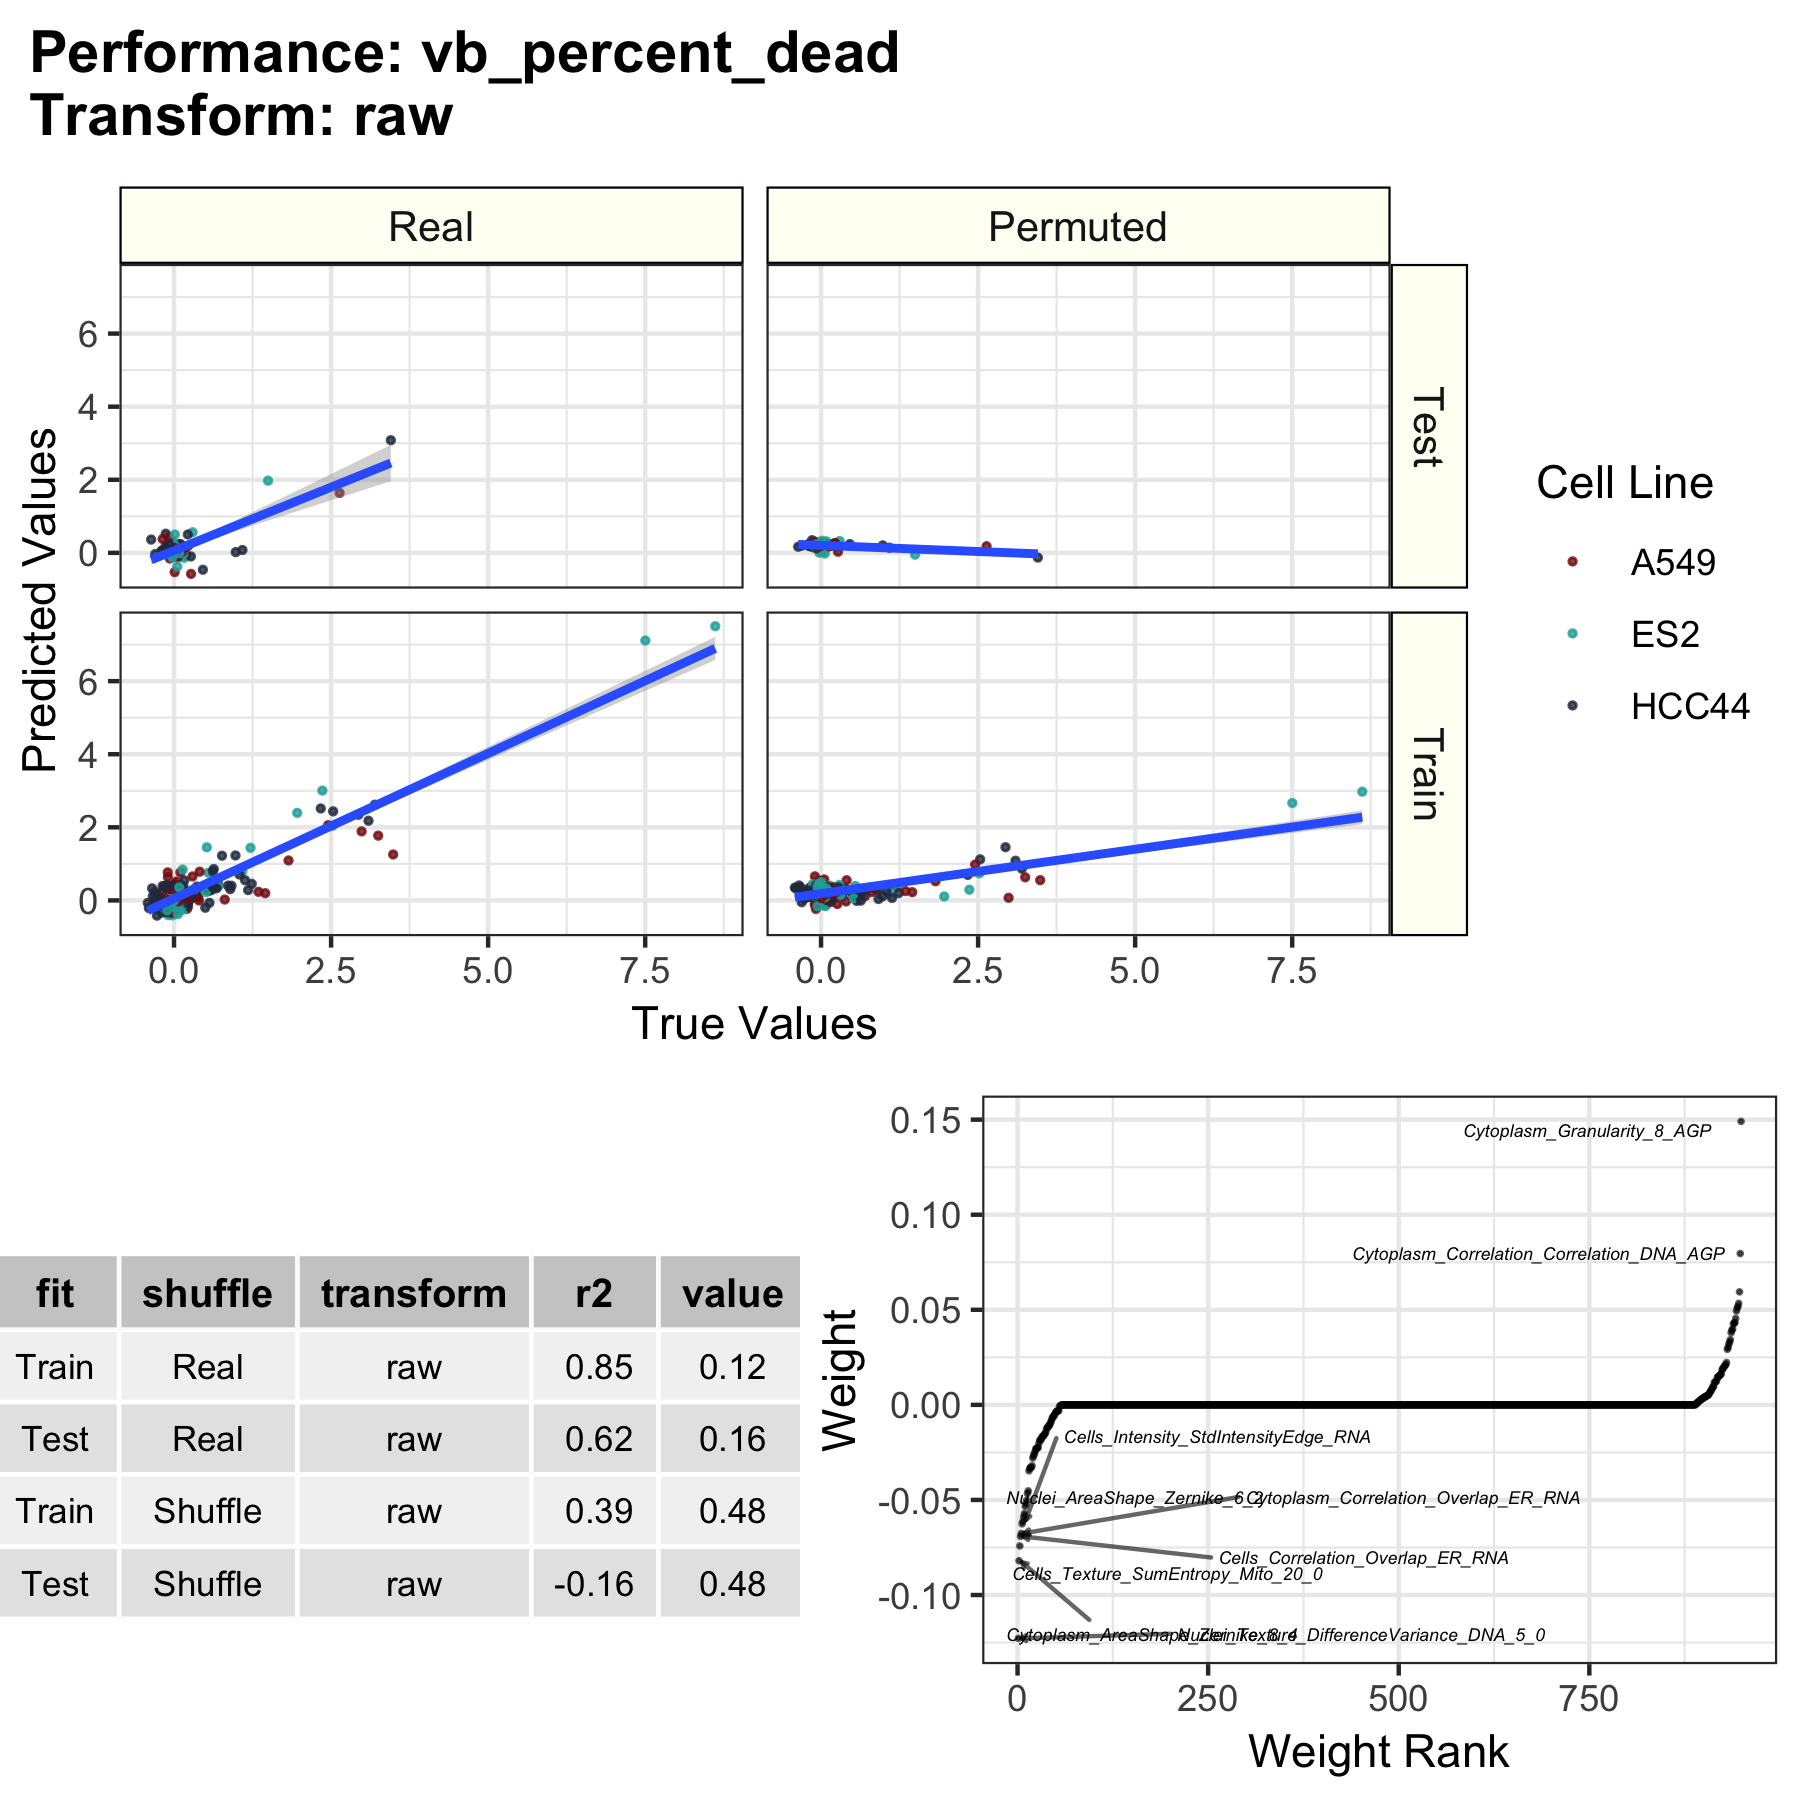 Performance: vb_percent_dead
Transform: raw
Real
Permuted
6
4
2
0
Test
6
4
2
0
Train
Predicted Values
0.0
2.5
5.0
7.5
0.0
2.5
5.0
7.5
True Values
Cell Line
A549
ES2
HCC44
fit shuffle transform r2 value
Train Real raw 0.85 0.12
Test Real raw 0.62 0.16
Train Shuffle raw 0.39 0.48
Test Shuffle raw -0.16 0.48
Weight
0.15
0.10
0.05
0.00
-0.05
-0.10
Cytoplasm_Granularity_8_AGP
Cytoplasm_Correlation_Correlation_DNA_AGP
Cells_Intensity_StdIntensityEdge_RNA
Nuclei_AreaShape_Zernike_6_2
Cytoplasm_Correlation_Overlap_ER_RNA
Cells_Correlation_Overlap_ER_RNA
Cells_Texture_SumEntropy_Mito_20_0
Cytoplasm_AreaShape_Zernike_8_4
Nuclei_Texture_DifferenceVariance_DNA_5_0
0
250
500
750
Weight Rank